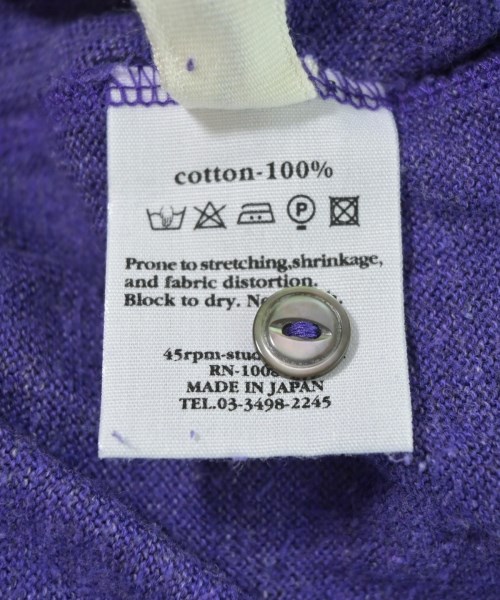 cotton-100%
P
Prone to stretching,shrinkage,
and fabric distortion.
Block to dry.
45rpm-stud
RN-100
MADE IN JAPAN
TEL.03-3498-2245